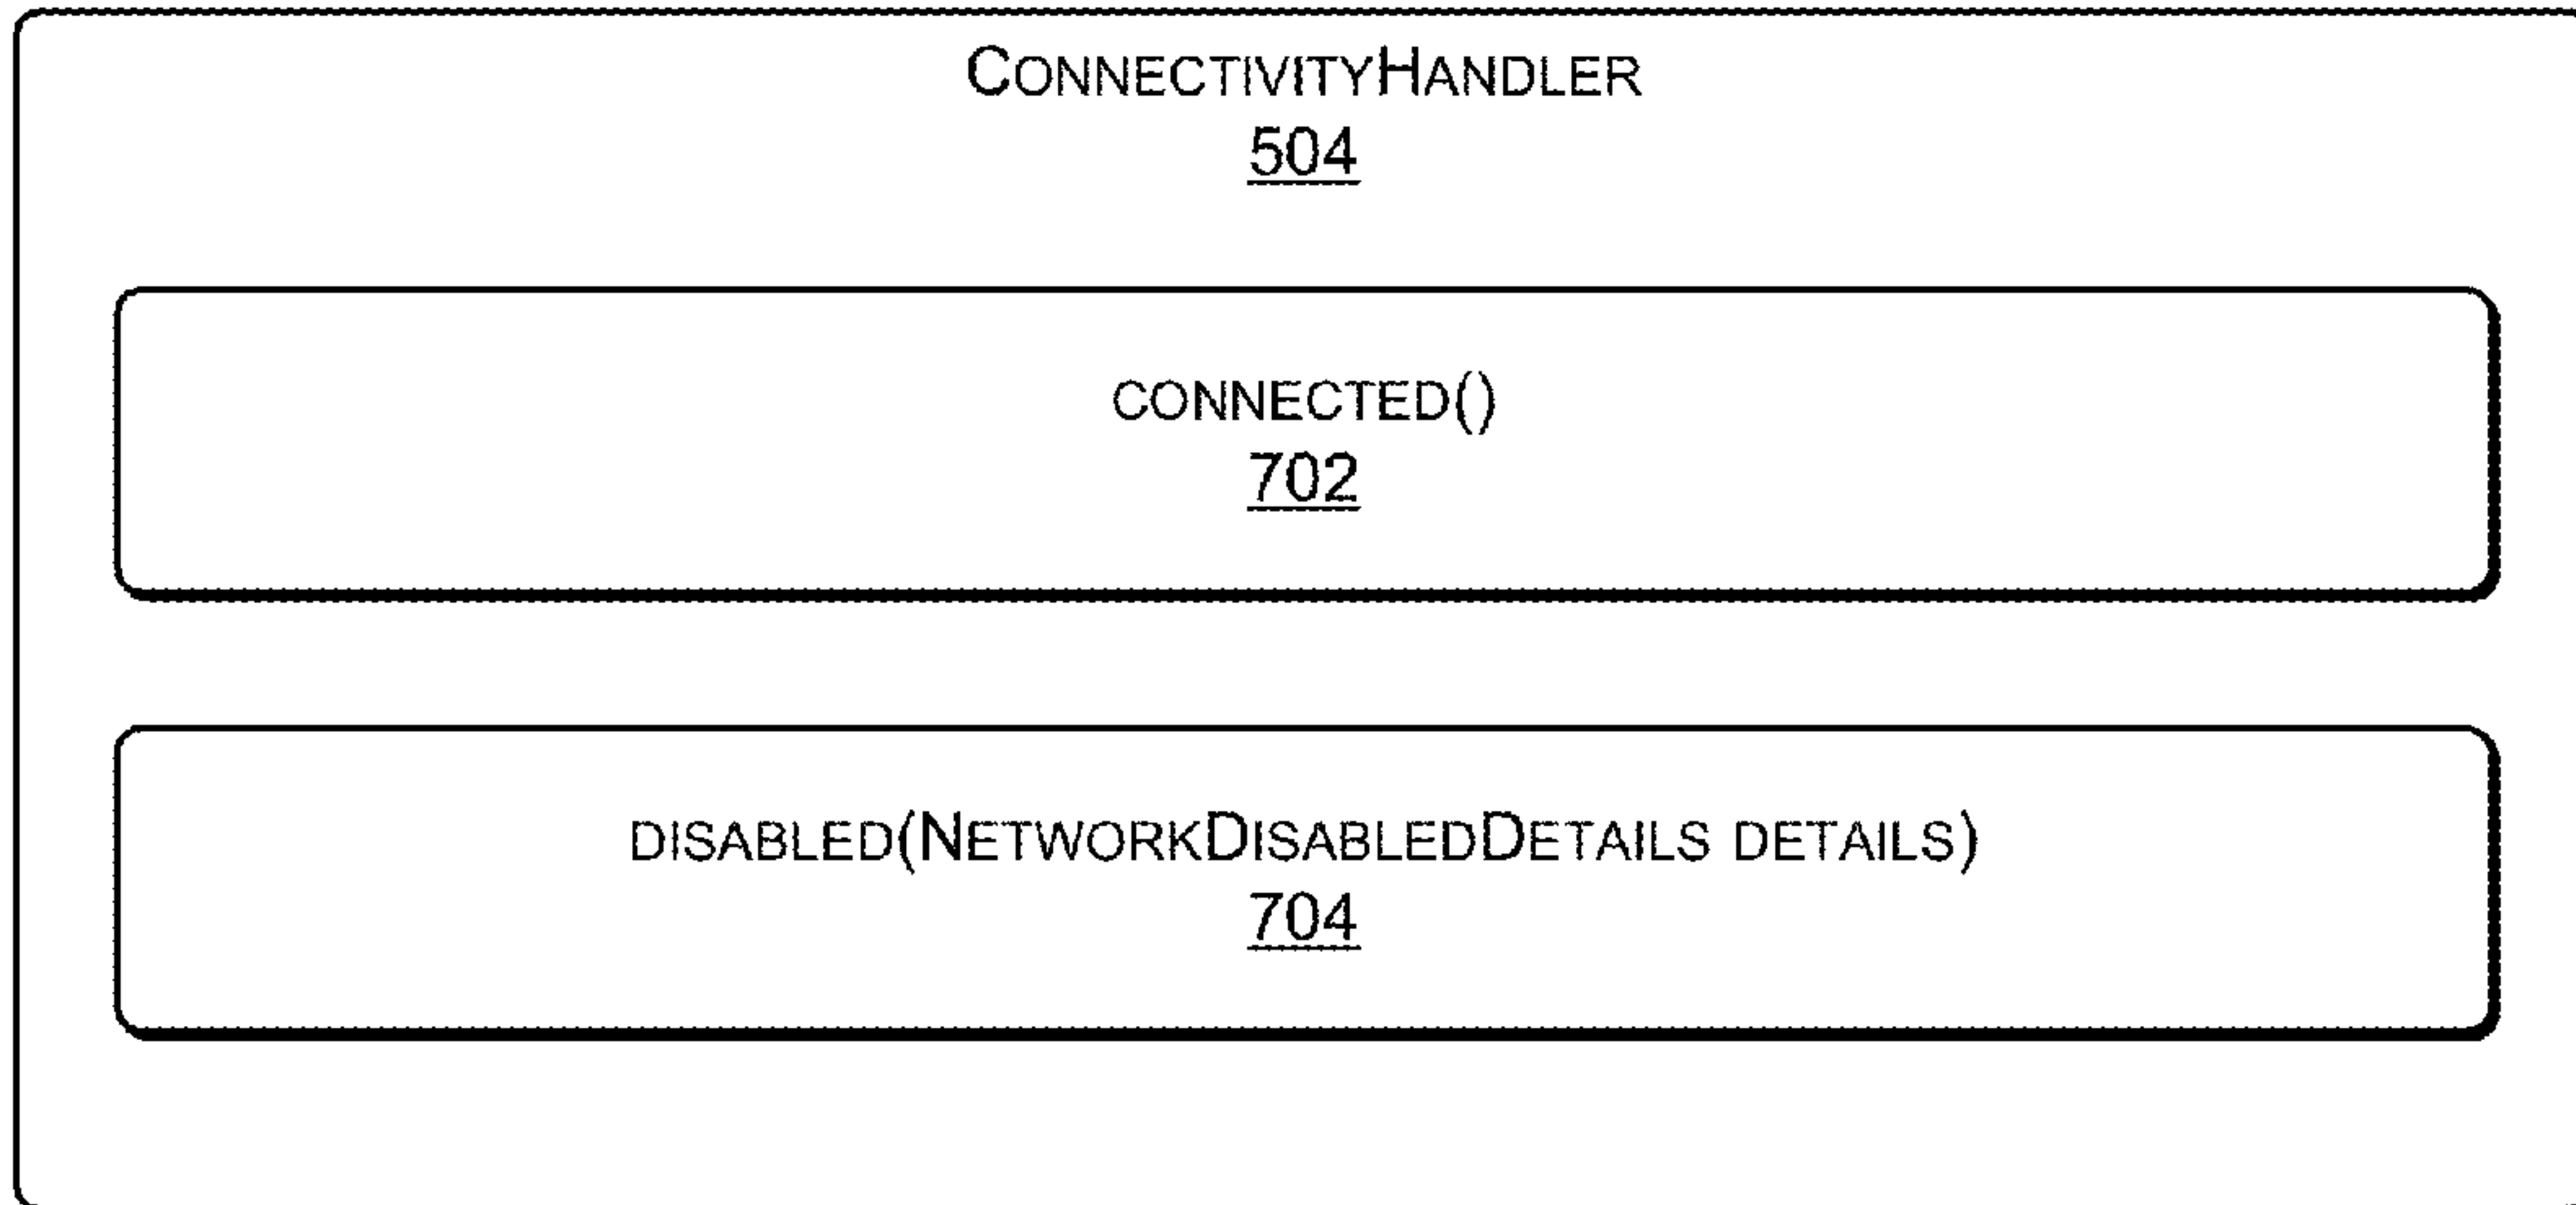 CONNECTIVITYHANDLER
504
CONNECTED()
702
DISABLED(NETWORKDISABLEDDETAILS DETAILS)
704